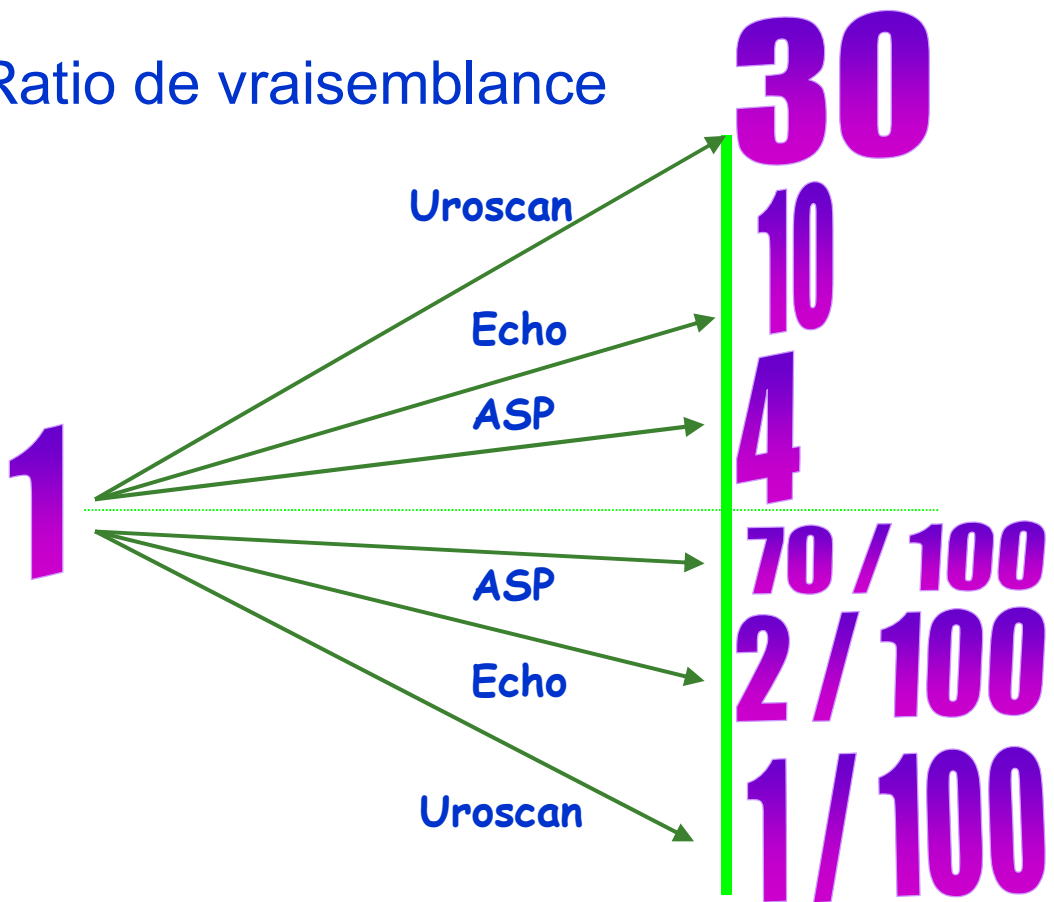 Ratio de vraisemblance
30
Uroscan
10
Echo
4
ASP
1
70 / 100
ASP
2 / 100
Echo
1 / 100
Uroscan